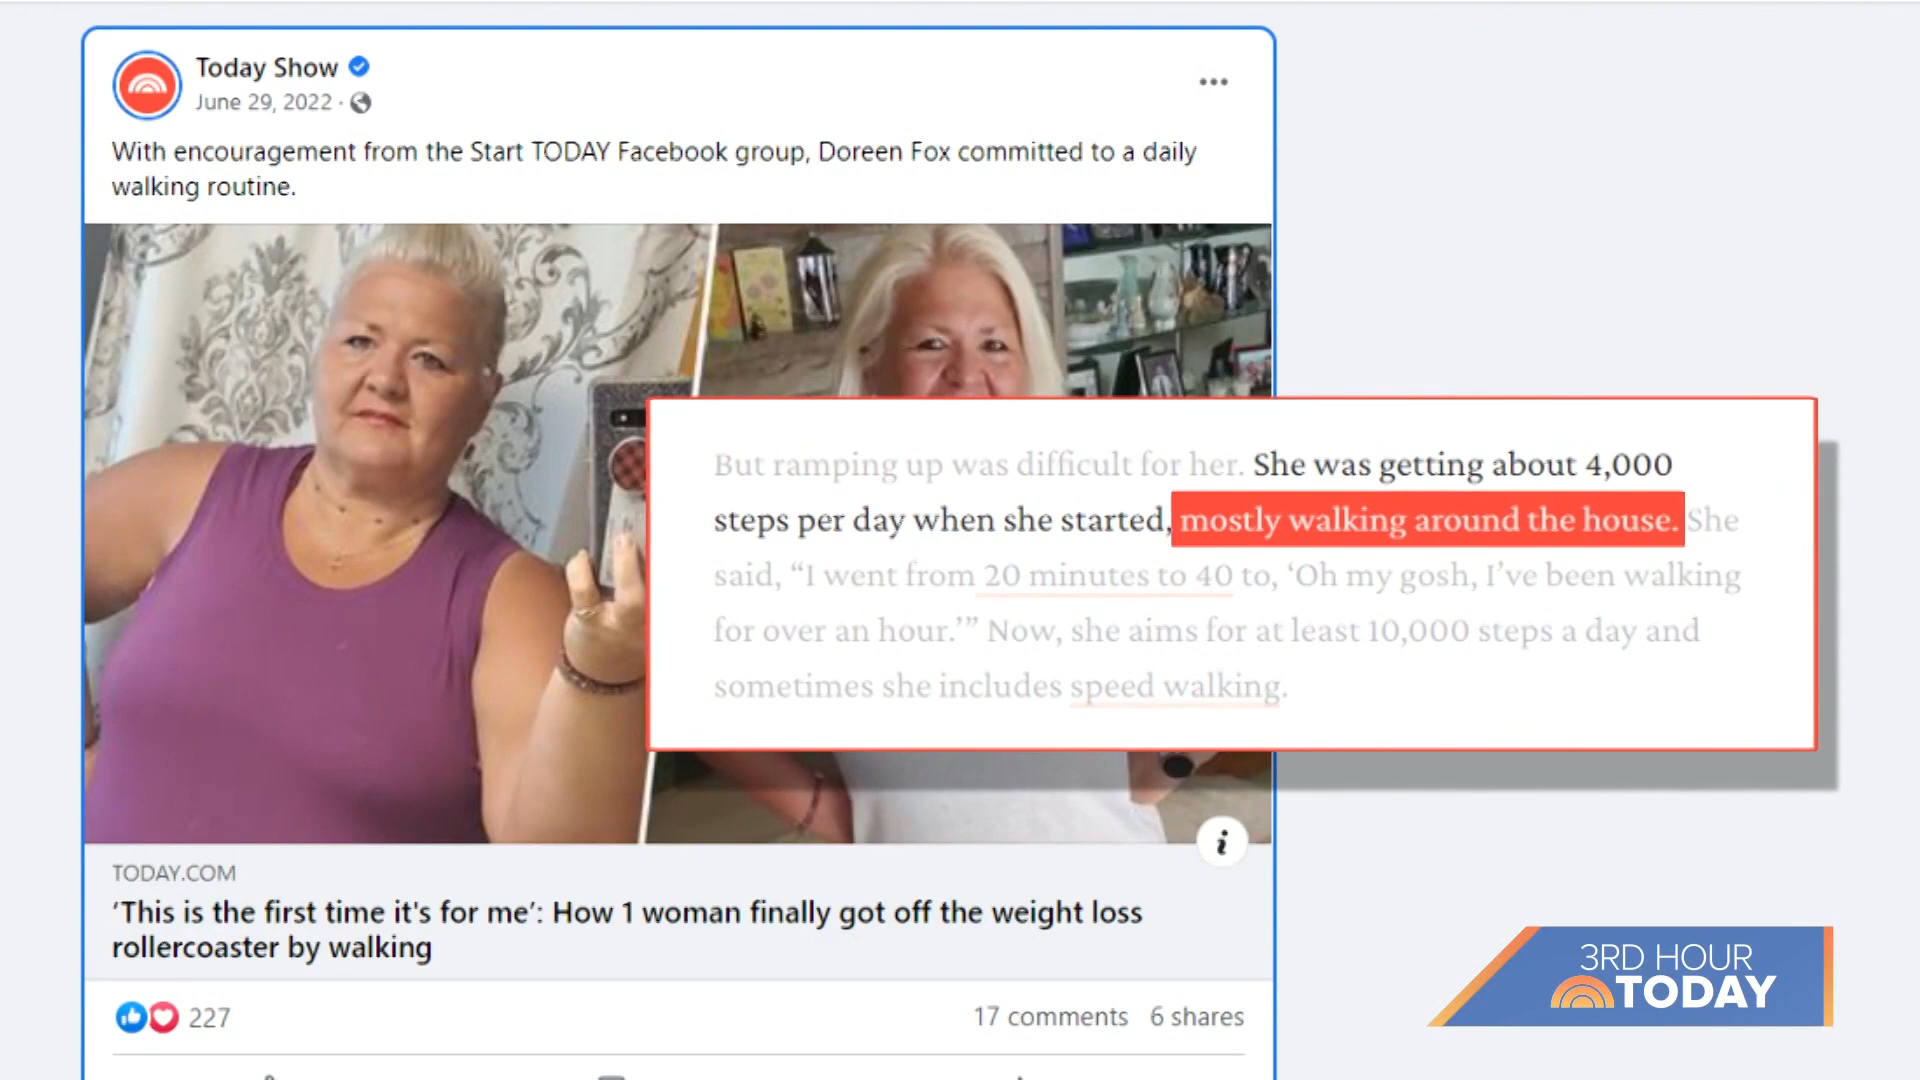 Today Show
June 29, 2022 ·
With encouragement from the Start TODAY Facebook group, Doreen Fox committed to a daily
walking routine.
But ramping up was difficult for her. She was getting about 4,000
steps per day when she started, mostly walking around the house. She
said, “I went from 20 minutes to 40 to, ‘Oh my gosh, I’ve been walking
for over an hour.’” Now, she aims for at least 10,000 steps a day and
sometimes she includes speed walking.
i
TODAY.COM
‘This is the first time it's for me’: How 1 woman finally got off the weight loss
rollercoaster by walking
227
17 comments 6 shares
3RD HOUR
TODAY